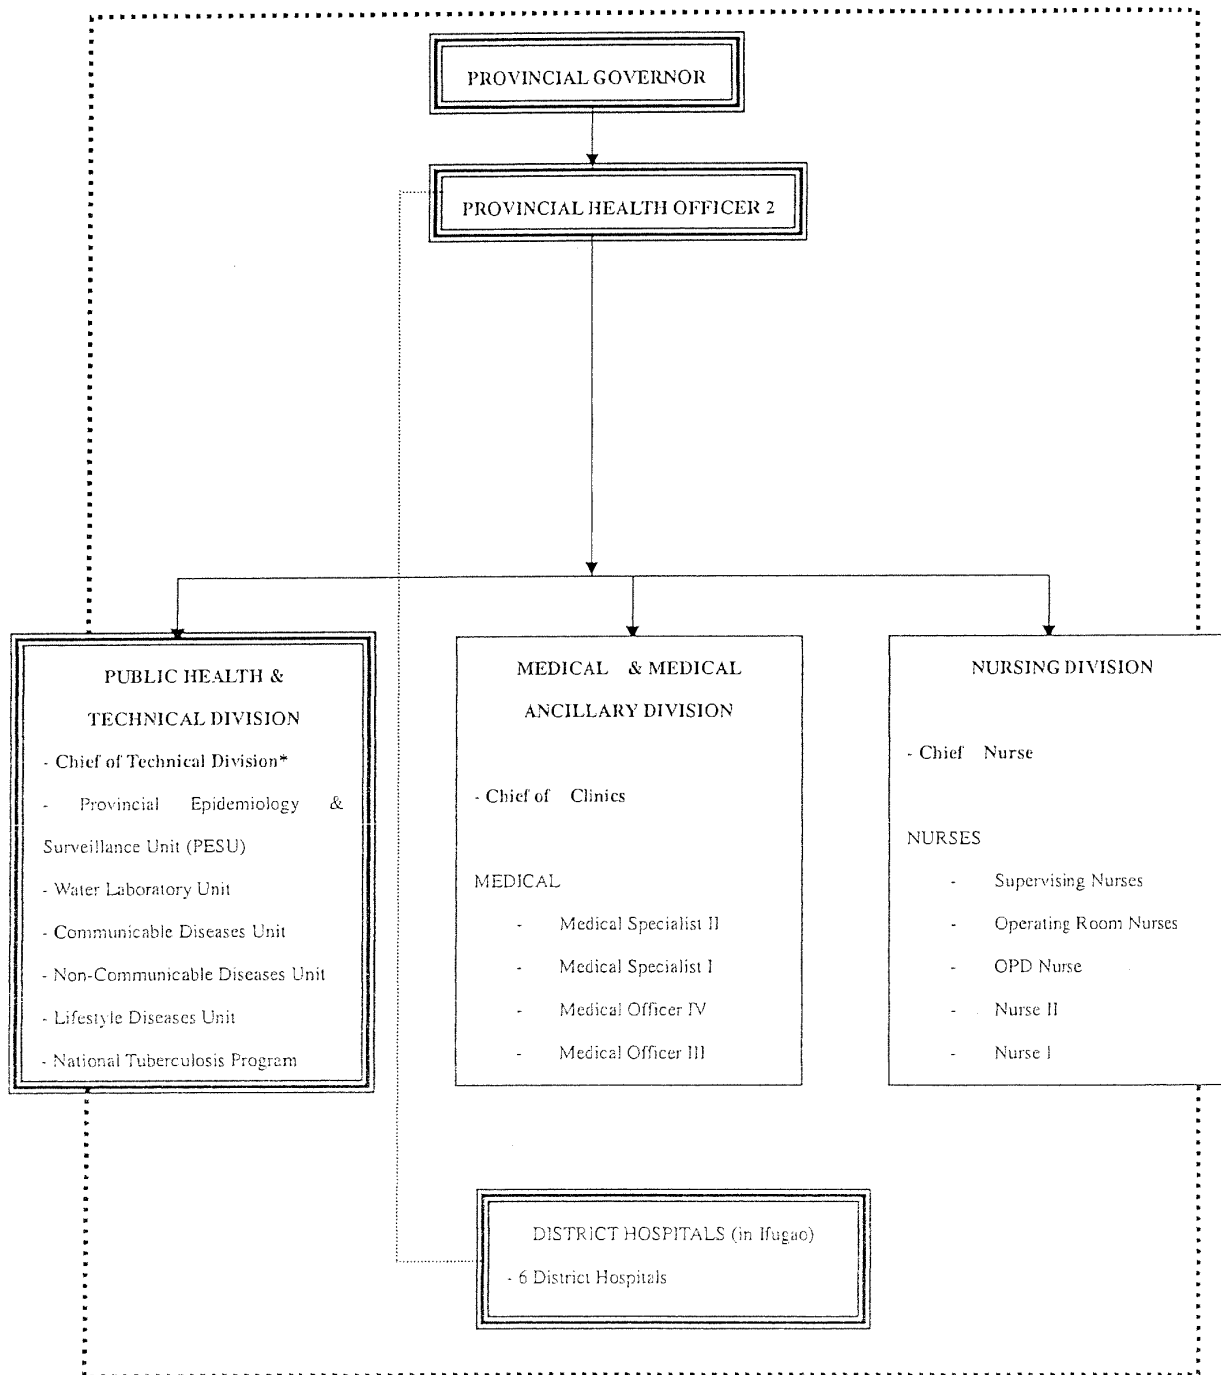 PROVINCIAL GOVERNOR
PROVINCIAL HEALTH OFFICER 2
PUBLIC HEALTH &
TECHNICAL DIVISION
- Chief of Technical Division*
- Provincial Epidemiology &
Surveillance Unit (PESU)
- Water Laboratory Unit
- Communicable Diseases Unit
- Non-Communicable Diseases Unit
- Lifestyle Diseases Unit
- National Tuberculosis Program
MEDICAL & MEDICAL
ANCILLARY DIVISION
- Chief of Clinics
MEDICAL
- Medical Specialist II
- Medical Specialist I
- Medical Officer IV
- Medical Officer III
NURSING DIVISION
- Chief Nurse
NURSES
- Supervising Nurses
- Operating Room Nurses
- OPD Nurse
- Nurse II
- Nurse I
DISTRICT HOSPITALS (in Ifugao)
- 6 District Hospitals